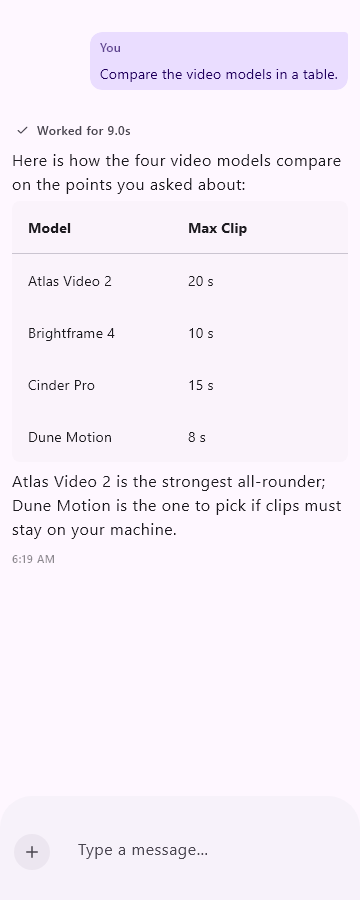 You
Compare the video models in a table.
Worked for 9.0s
Here is how the four video models compare
on the points you asked about:
Model Max Clip
Atlas Video 2 20 s
Brightframe 4 10 s
Cinder Pro 15 s
Dune Motion 8 s
Atlas Video 2 is the strongest all-rounder;
Dune Motion is the one to pick if clips must
stay on your machine.
6:19 AM
Type a message...